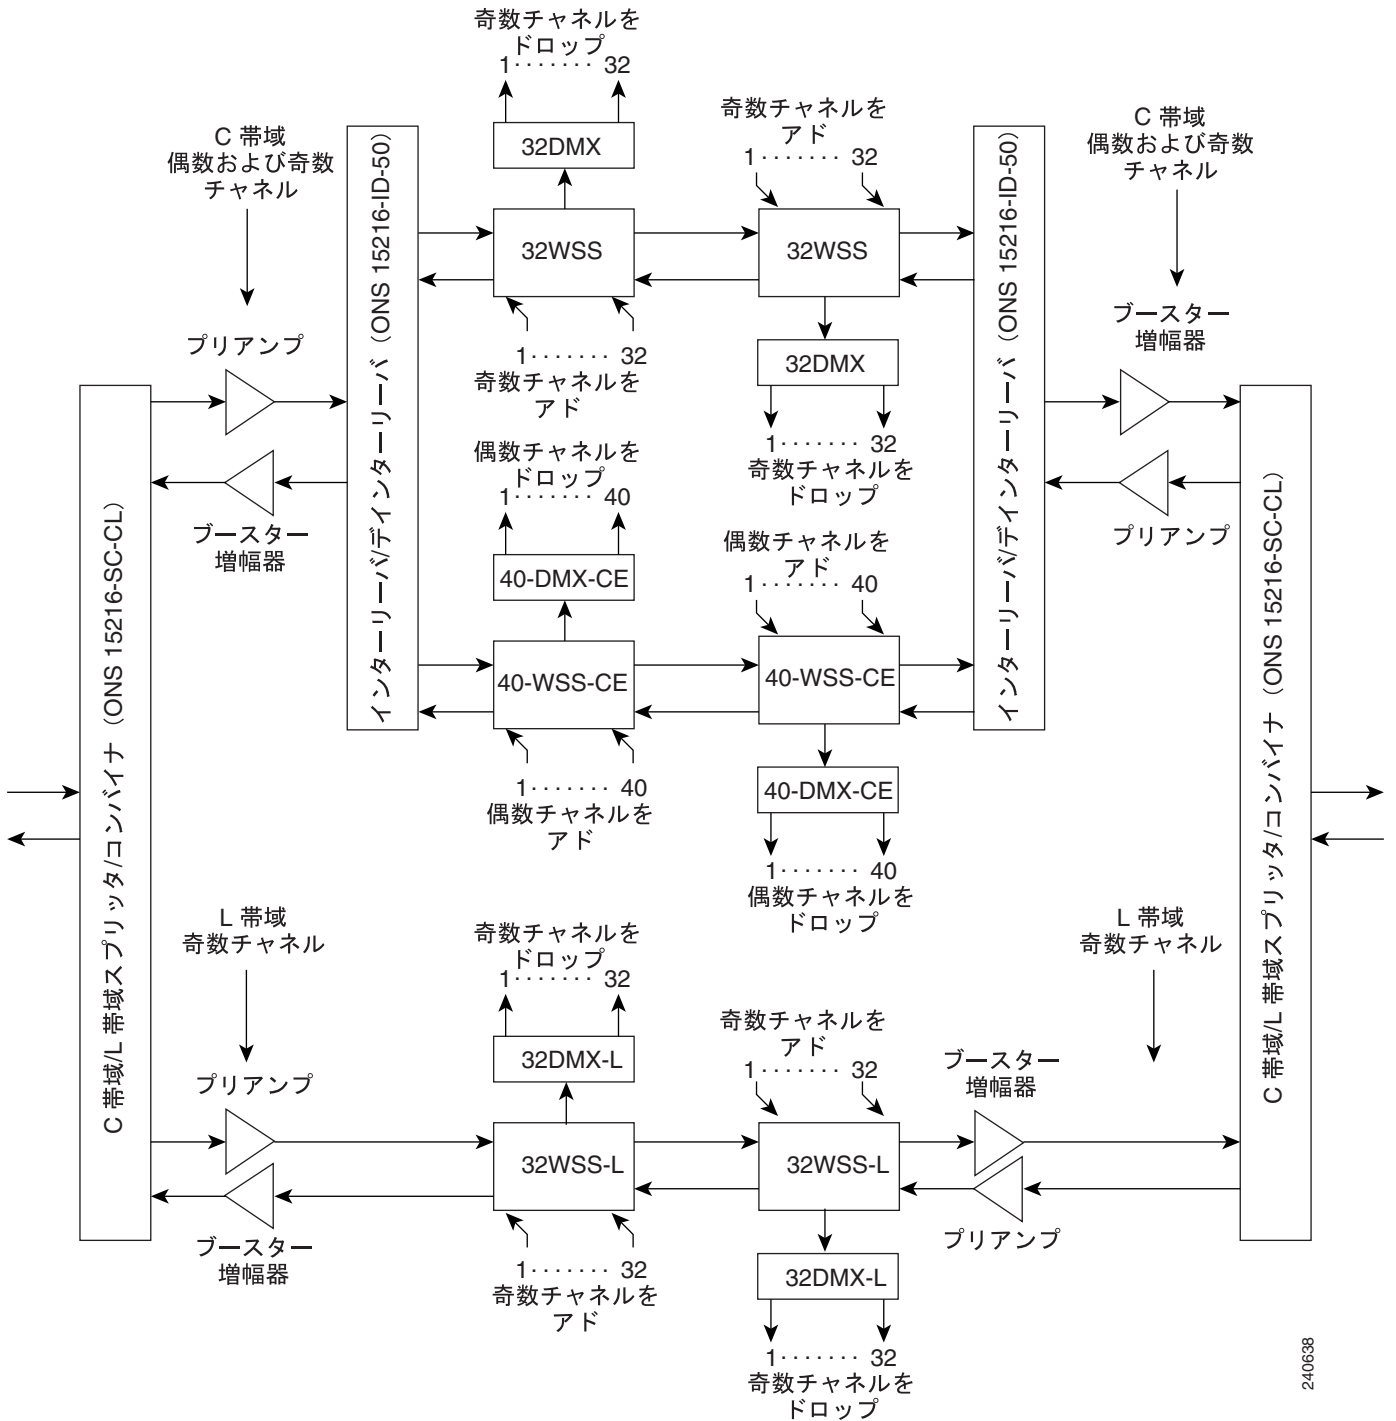 奇数チャネルを
ドロップ
1······· 32
32DMX
奇数チャネルを
アド
1······· 32
C 帯域
偶数および奇数
チャネル
C 帯域
偶数および奇数
チャネル
32WSS
32WSS
プリアンプ
ブースター
増幅器
1······· 32
奇数チャネルを
アド
32DMX
1······· 32
奇数チャネルを
ドロップ
インターリーバ/デインターリーバ（ONS 15216-ID-50）
インターリーバ/デインターリーバ（ONS 15216-ID-50）
ブースター
増幅器
プリアンプ
偶数チャネルを
ドロップ
1······· 40
40-DMX-CE
偶数チャネルを
アド
1······· 40
40-WSS-CE
40-WSS-CE
1······· 40
偶数チャネルを
アド
40-DMX-CE
1······· 40
偶数チャネルを
ドロップ
C 帯域/L 帯域スプリッタ/コンバイナ（ONS 15216-SC-CL）
C 帯域/L 帯域スプリッタ/コンバイナ（ONS 15216-SC-CL）
L 帯域
奇数チャネル
奇数チャネルを
ドロップ
1······· 32
32DMX-L
奇数チャネルを
アド
1······· 32
L 帯域
奇数チャネル
プリアンプ
ブースター
増幅器
32WSS-L
32WSS-L
ブースター
増幅器
プリアンプ
1······· 32
奇数チャネルを
アド
32DMX-L
1······· 32
奇数チャネルを
ドロップ
240638